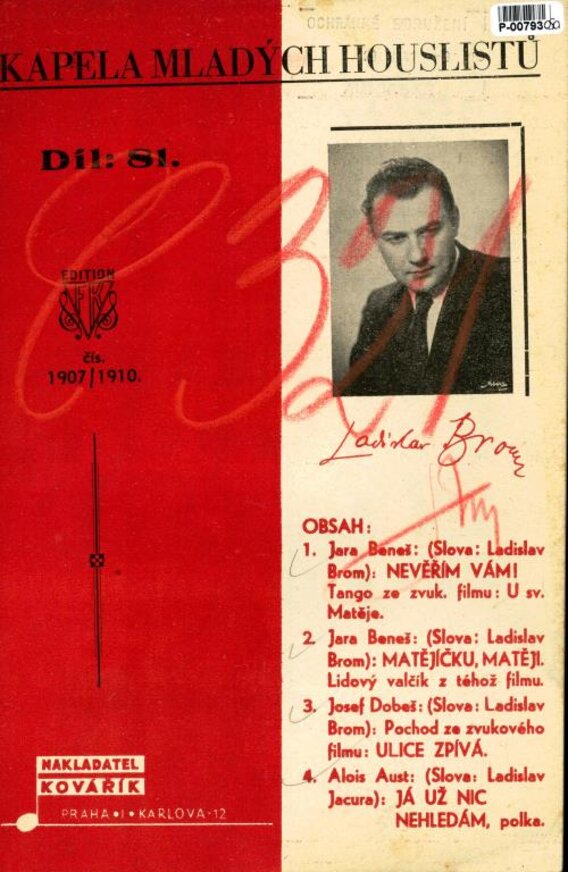 P-00793
KAPELA MLADÝCH HOUSLISTŮ
Díl: 81.
EDITION
čís.
1907/1910.
Ladislav Brom
OBSAH:
1. Jara Beneš: (Slova: Ladislav
Brom): NEVĚŘÍM VÁM!
Tango ze zvuk. filmu: U sv.
Matěje.
2. Jara Beneš: (Slova: Ladislav
Brom): MATĚJÍČKU, MATĚJI.
Lidový valčík z téhož filmu.
3. Josef Dobeš: (Slova: Ladislav
Brom): Pochod ze zvukového
filmu: ULICE ZPÍVÁ.
4. Alois Aust: (Slova: Ladislav
Jacura): JÁ UŽ NIC
NEHLEDÁM, polka.
NAKLADATEL
KOVAŘÍK
PRAHA • I • KARLOVA-12